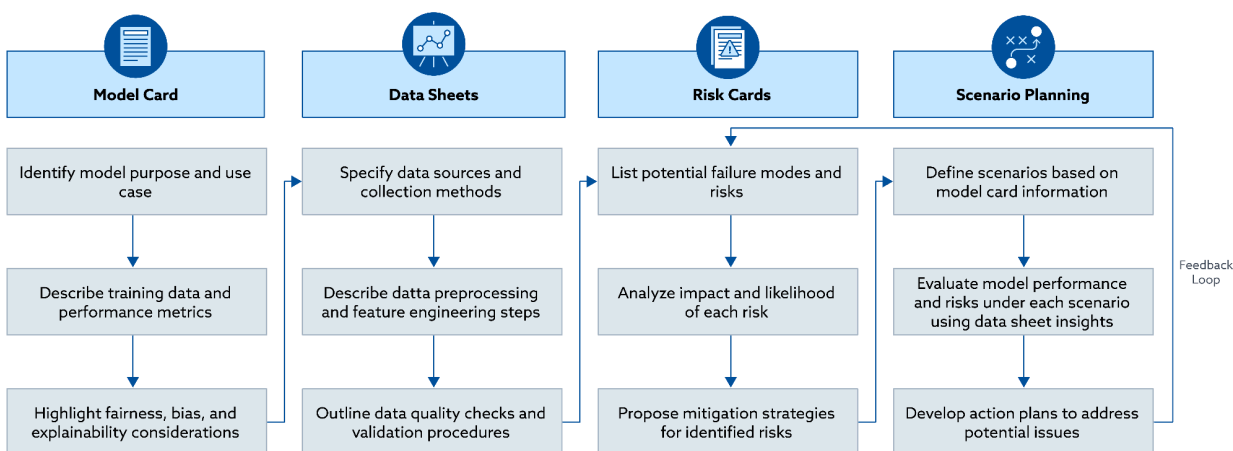 Model Card
Data Sheets
Risk Cards
Scenario Planning
Identify model purpose and use
case
Specify data sources and
collection methods
List potential failure modes and
risks
Define scenarios based on
model card information
Describe training data and
performance metrics
Describe datta preprocessing
and feature engineering steps
Analyze impact and likelihood
of each risk
Evaluate model performance
and risks under each scenario
using data sheet insights
Feedback
Loop
Highlight fairness, bias, and
explainability considerations
Outline data quality checks and
validation procedures
Propose mitigation strategies
for identified risks
Develop action plans to address
potential issues